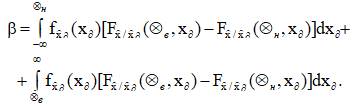 β = ∫_{−∞}^{⊗_н} f_{x̂_∂}(x_∂)[F_{x̂/x̂_∂}(⊗_в, x_∂) − F_{x̂/x̂_∂}(⊗_н, x_∂)]dx_∂ +
+ ∫_{⊗_в}^{∞} f_{x̂_∂}(x_∂)[F_{x̂/x̂_∂}(⊗_в, x_∂) − F_{x̂/x̂_∂}(⊗_н, x_∂)]dx_∂.